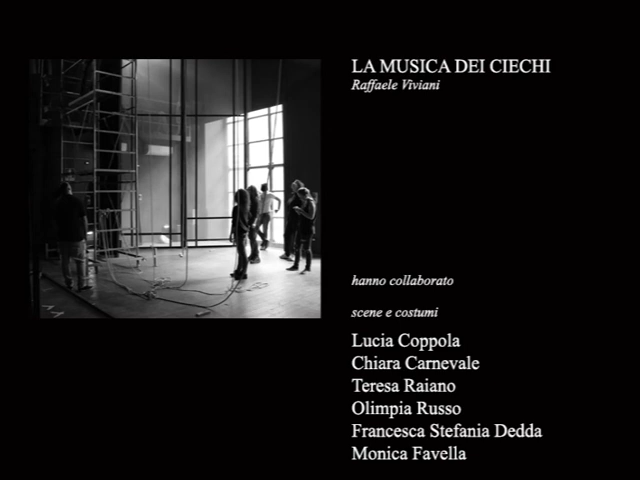 LA MUSICA DEI CIECHI
Raffaele Viviani
hanno collaborato
scene e costumi
Lucia Coppola
Chiara Carnevale
Teresa Raiano
Olimpia Russo
Francesca Stefania Dedda
Monica Favella